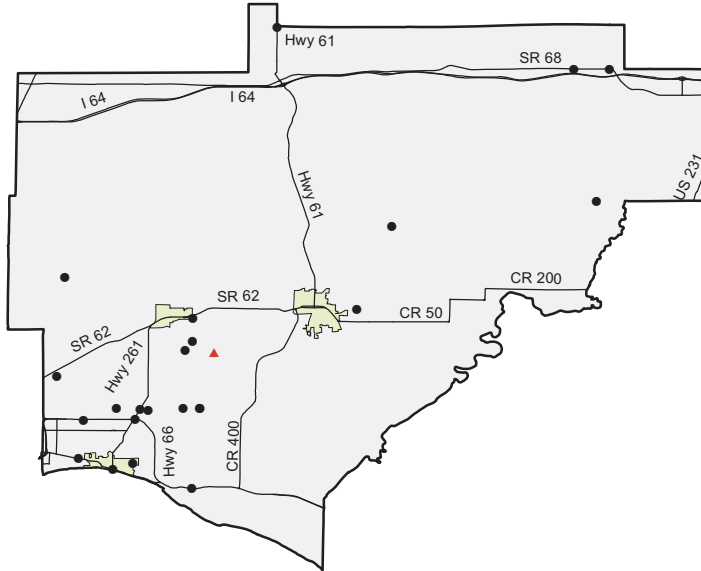 Hwy 61
SR 68
I 64
I 64
US 231
Hwy 61
CR 200
SR 62
CR 50
SR 62
Hwy 261
Hwy 66
CR 400